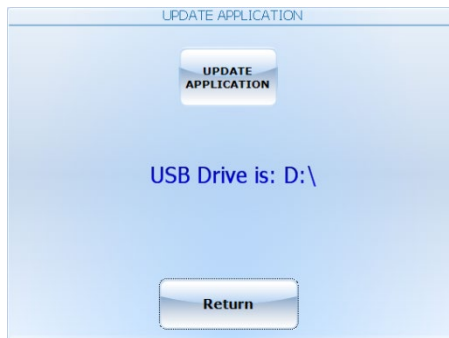 UPDATE APPLICATION
UPDATE
APPLICATION
USB Drive is: D:\
Return